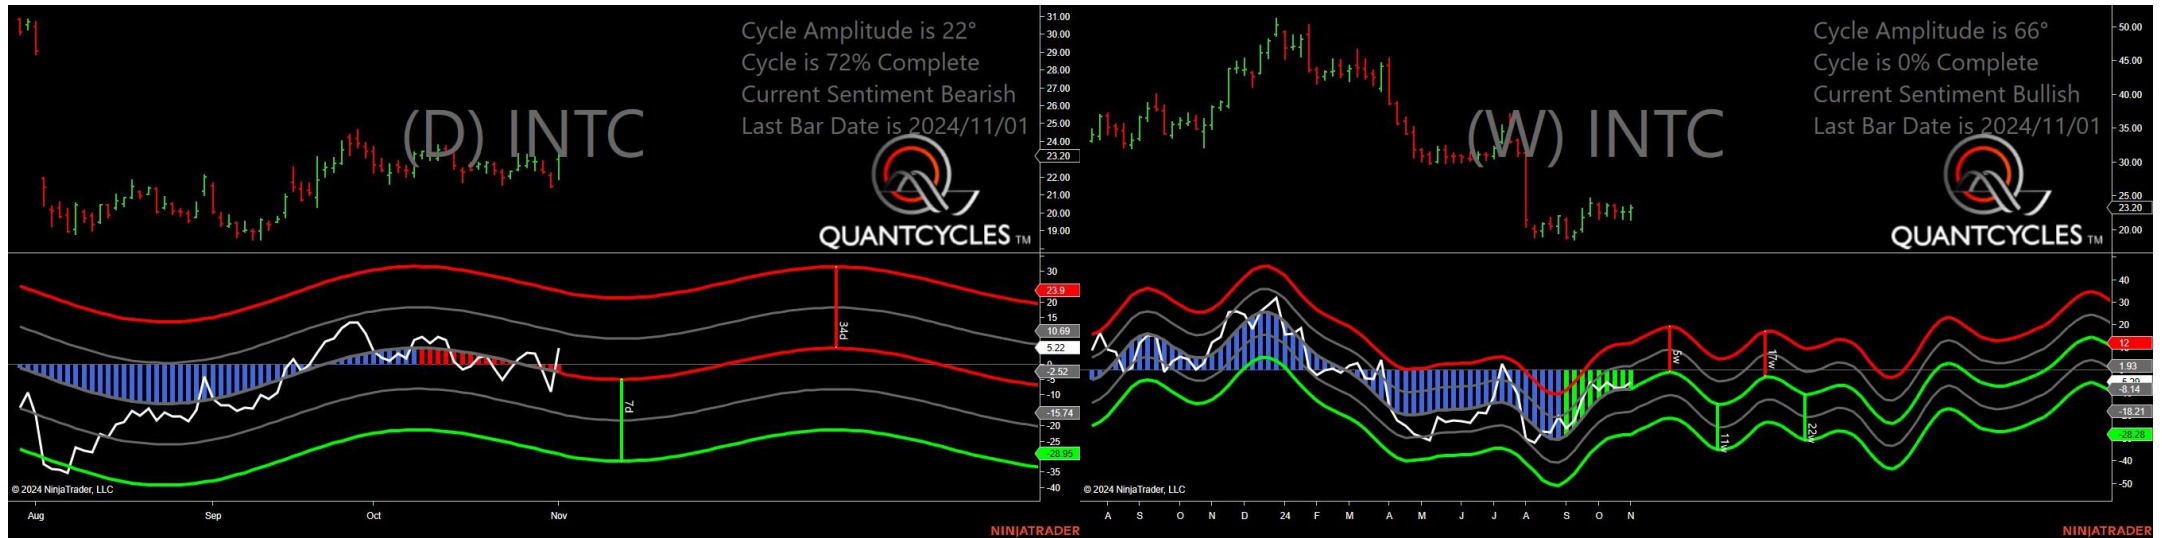 Cycle Amplitude is 22°
Cycle is 72% Complete
Current Sentiment Bearish
Last Bar Date is 2024/11/01
(D) INTC
QUANTCYCLES TM
31.00
30.00
29.00
28.00
27.00
26.00
25.00
24.00
23.20
22.00
21.00
20.00
19.00
30
23.9
20
15
10.69
5.22
0
-2.52
-5
-10
-15.74
-20
-25
-28.95
-35
-40
34d
7d
© 2024 NinjaTrader, LLC
Aug Sep Oct Nov
NINJATRADER
Cycle Amplitude is 66°
Cycle is 0% Complete
Current Sentiment Bullish
Last Bar Date is 2024/11/01
(W) INTC
QUANTCYCLES TM
50.00
45.00
40.00
35.00
30.00
25.00
23.20
20.00
40
30
20
12
1.93
-8.14
-18.21
-28.28
-40
-50
5w
17w
11w
22w
© 2024 NinjaTrader, LLC
A S O N D 24 F M A M J J A S O N
NINJATRADER